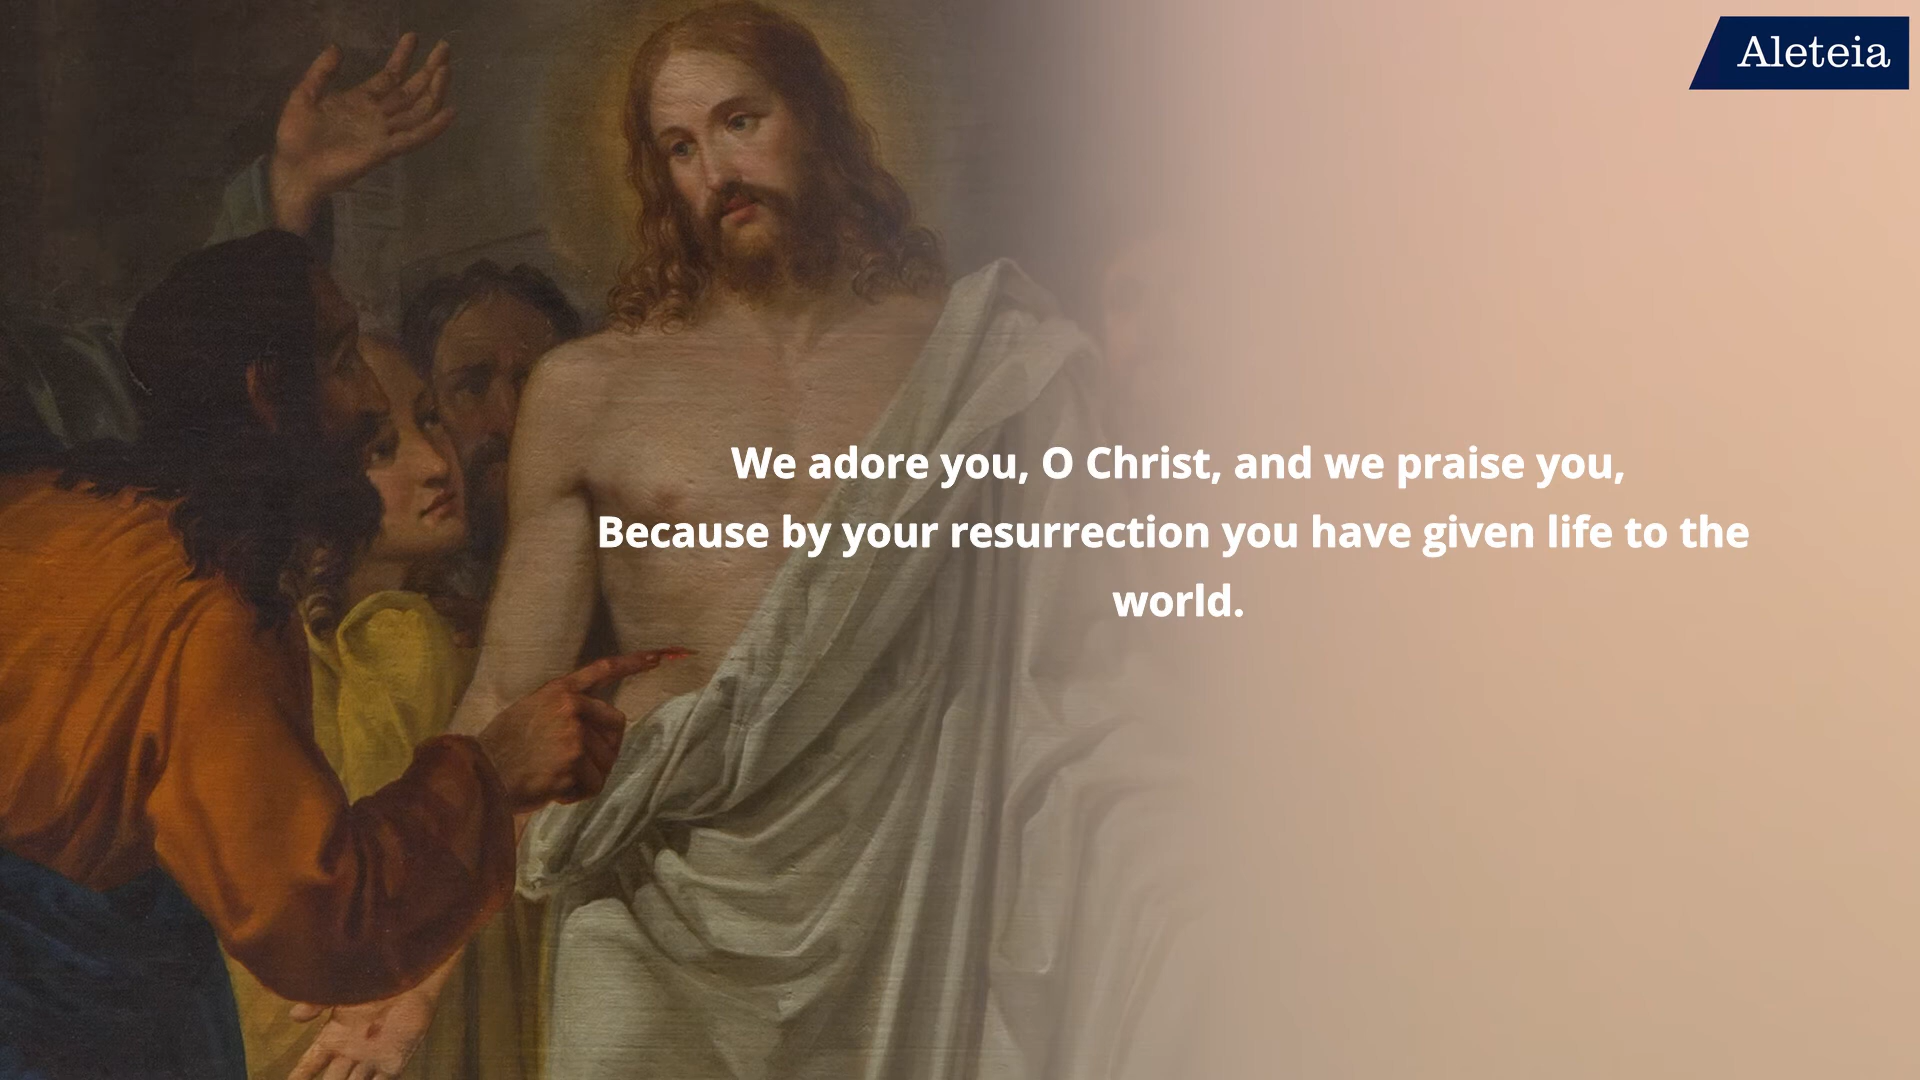 Aleteia
We adore you, O Christ, and we praise you,
Because by your resurrection you have given life to the
world.